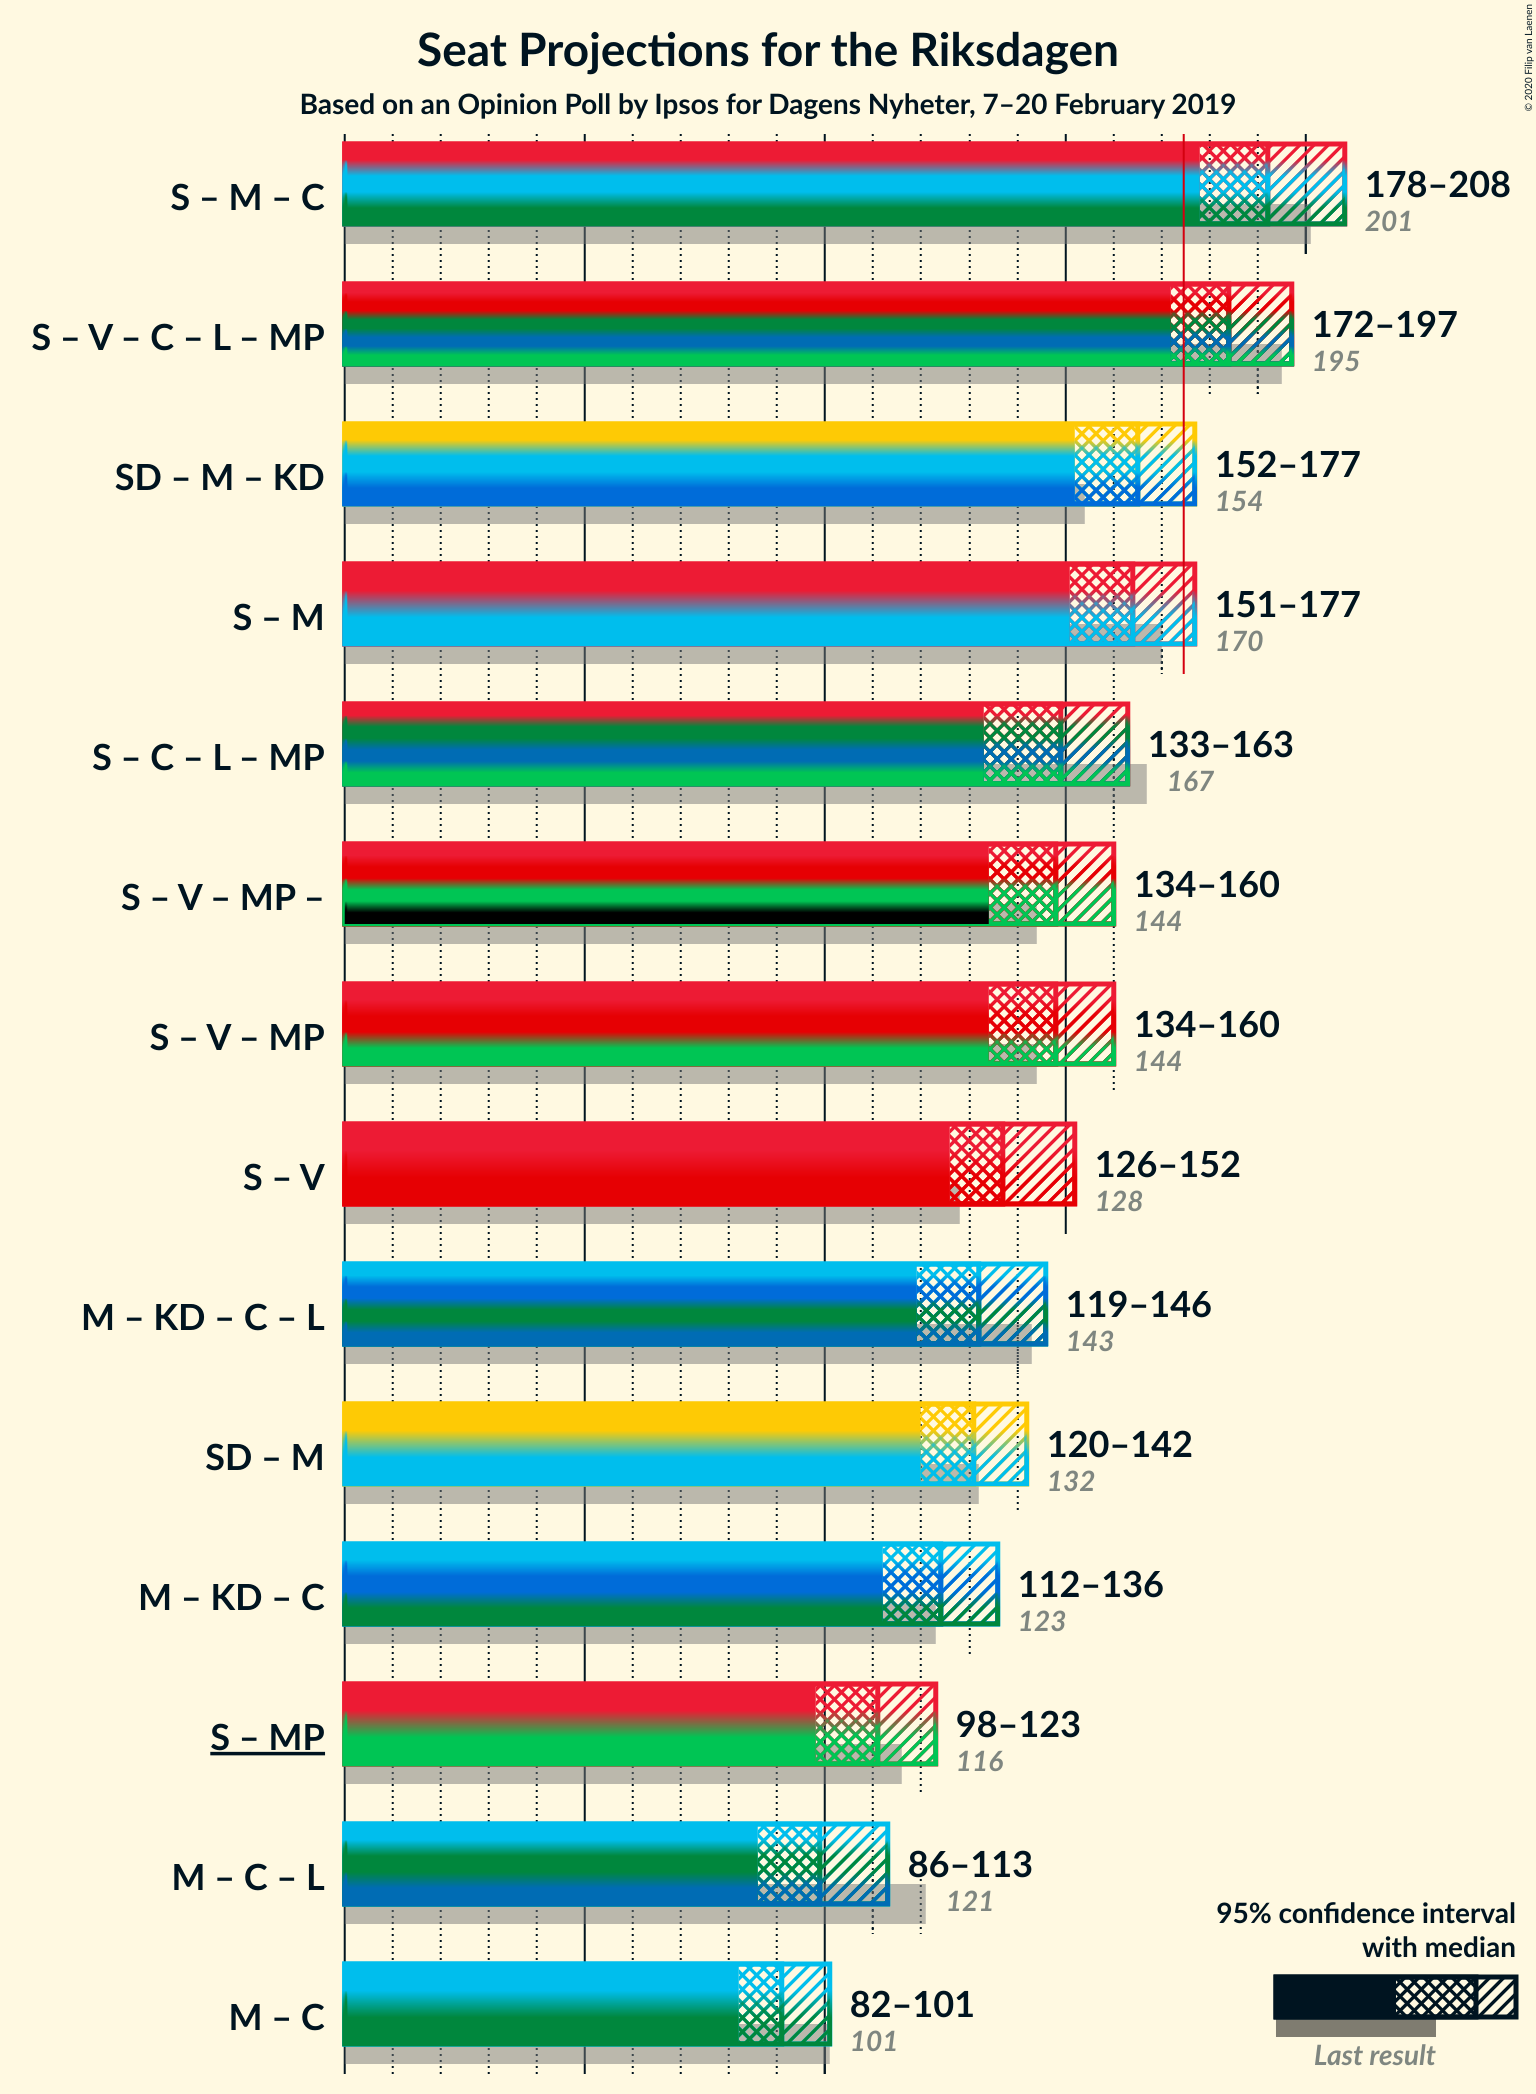 Seat Projections for the Riksdagen
Based on an Opinion Poll by Ipsos for Dagens Nyheter, 7–20 February 2019
© 2020 Filip van Laenen
S – M – C
178–208
201
S – V – C – L – MP
172–197
195
SD – M – KD
152–177
154
S – M
151–177
170
S – C – L – MP
133–163
167
S – V – MP –
134–160
144
S – V – MP
134–160
144
S – V
126–152
128
M – KD – C – L
119–146
143
SD – M
120–142
132
M – KD – C
112–136
123
S – MP
98–123
116
M – C – L
86–113
121
M – C
82–101
101
95% confidence interval
with median
Last result